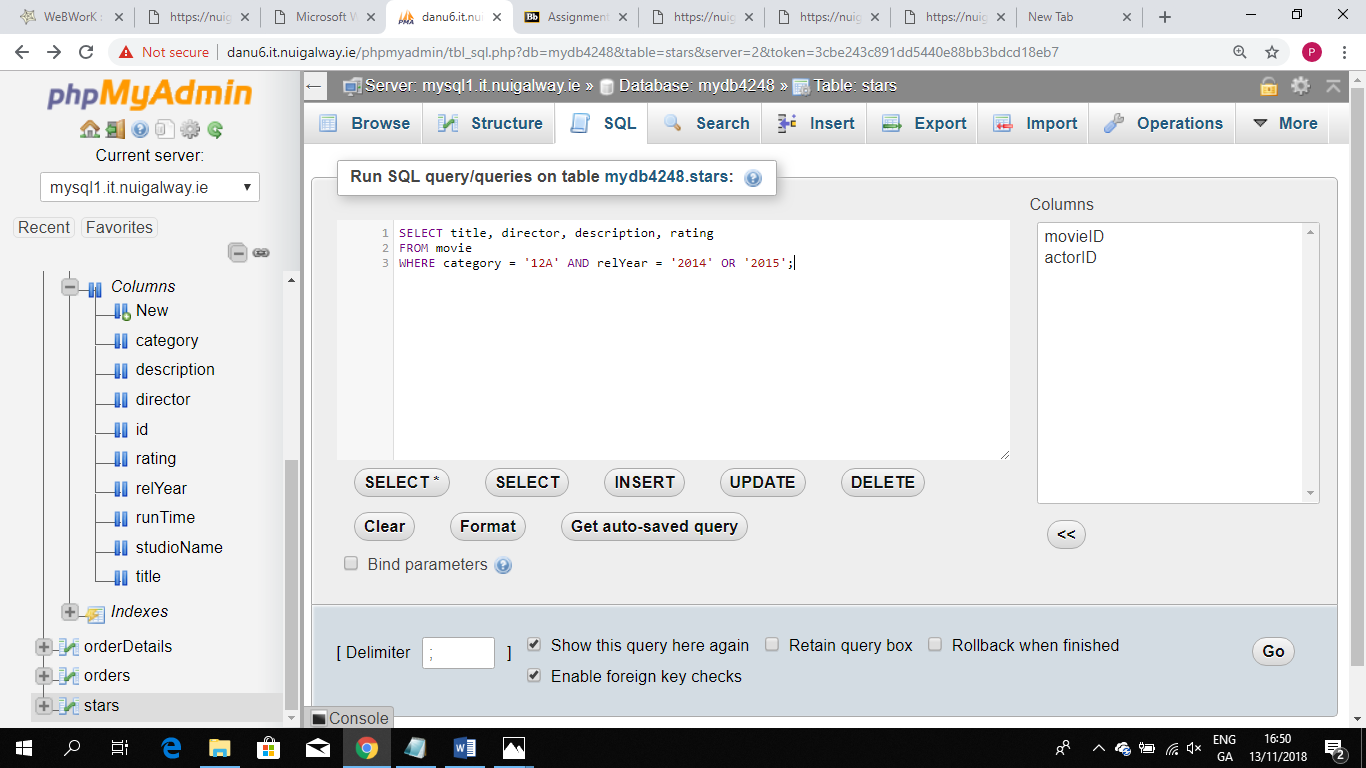 WeBWorK :
https://nuig
Microsoft W
danu6.it.nui
Assignment
https://nuig
https://nuig
https://nuig
New Tab
Not secure
danu6.it.nuigalway.ie/phpmyadmin/tbl_sql.php?db=mydb4248&table=stars&server=2&token=3cbe243c891dd5440e88bb3bdcd18eb7
P
phpMyAdmin
Current server:
mysql1.it.nuigalway.ie
Recent
Favorites
Columns
New
category
description
director
id
rating
relYear
runTime
studioName
title
Indexes
orderDetails
orders
stars
Server: mysql1.it.nuigalway.ie » Database: mydb4248 » Table: stars
Browse
Structure
SQL
Search
Insert
Export
Import
Operations
More
Run SQL query/queries on table mydb4248.stars:
1 SELECT title, director, description, rating
2 FROM movie
3 WHERE category = '12A' AND relYear = '2014' OR '2015';
Columns
movieID
actorID
SELECT *
SELECT
INSERT
UPDATE
DELETE
Clear
Format
Get auto-saved query
<<
Bind parameters
[ Delimiter ; ]
Show this query here again
Retain query box
Rollback when finished
Enable foreign key checks
Go
Console
ENG
GA
16:50
13/11/2018
2